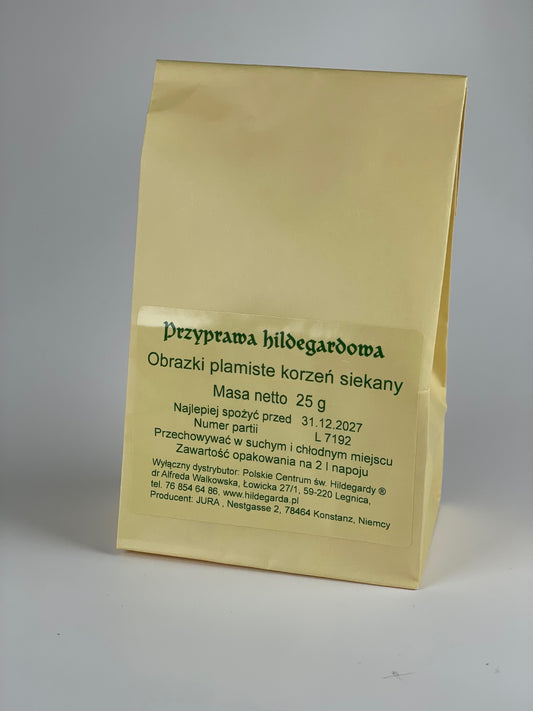 Przyprawa hildegardowa
Obrazki plamiste korzeń siekany
Masa netto 25 g
Najlepiej spożyć przed 31.12.2027
Numer partii L 7192
Przechowywać w suchym i chłodnym miejscu
Zawartość opakowania na 2 l napoju
Wyłączny dystrybutor: Polskie Centrum św. Hildegardy ®
dr Alfreda Walkowska, Łowicka 27/1, 59-220 Legnica,
tel. 76 854 64 86, www.hildegarda.pl
Producent: JURA , Nestgasse 2, 78464 Konstanz, Niemcy